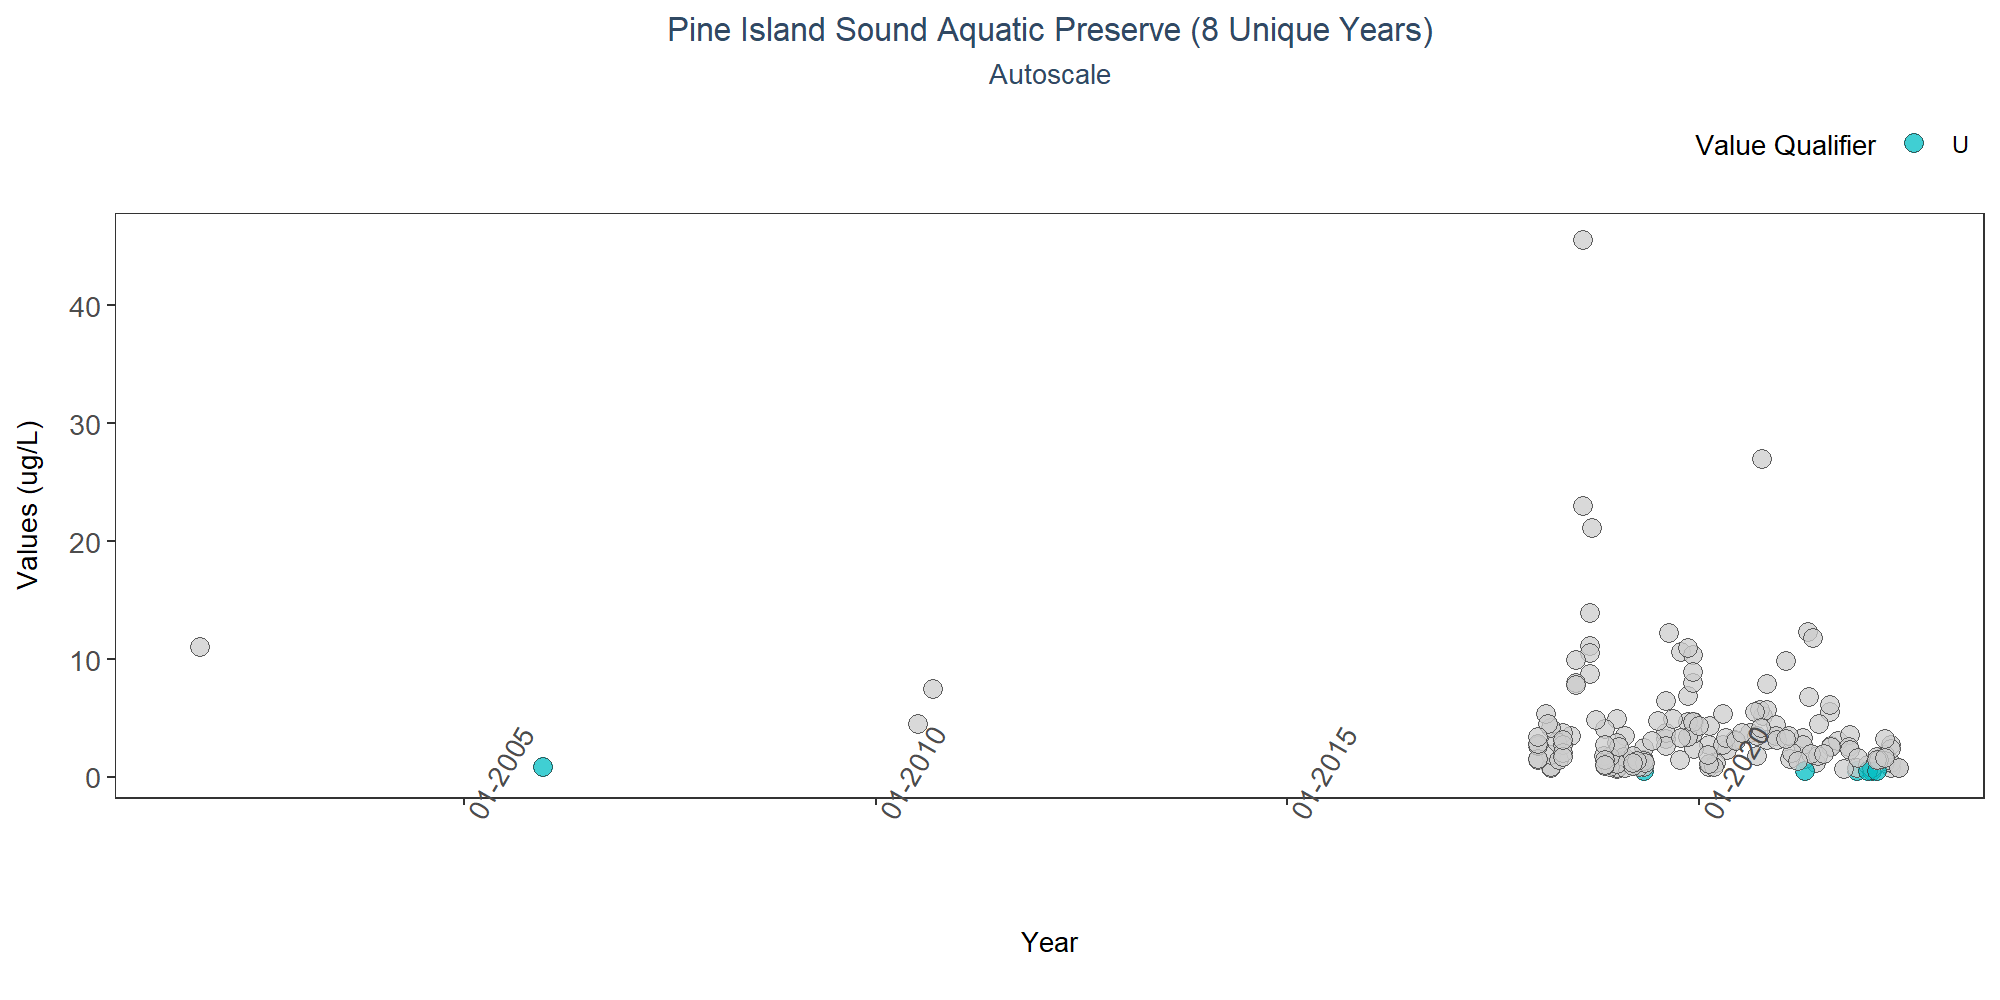 Pine Island Sound Aquatic Preserve (8 Unique Years)
Autoscale
Value Qualifier U
Values (ug/L)
40
30
20
10
0
01-2005
01-2010
01-2015
01-2020
Year